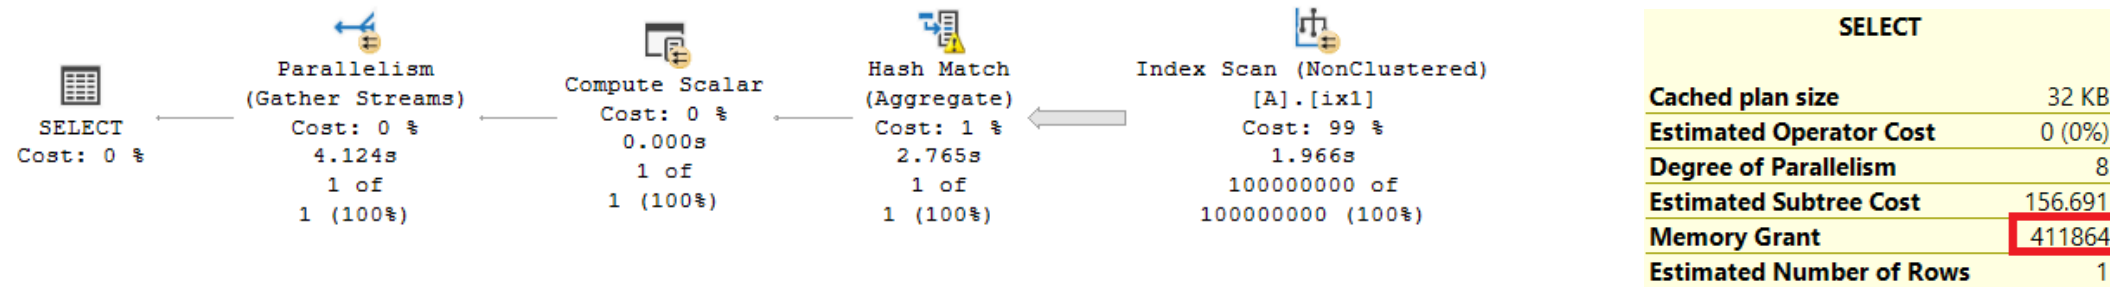 SELECT
Cost: 0 %
Parallelism
(Gather Streams)
Cost: 0 %
4.124s
1 of
1 (100%)
Compute Scalar
Cost: 0 %
0.000s
1 of
1 (100%)
Hash Match
(Aggregate)
Cost: 1 %
2.765s
1 of
1 (100%)
Index Scan (NonClustered)
[A].[ix1]
Cost: 99 %
1.966s
100000000 of
100000000 (100%)
SELECT
Cached plan size 32 KB
Estimated Operator Cost 0 (0%)
Degree of Parallelism 8
Estimated Subtree Cost 156.691
Memory Grant 411864
Estimated Number of Rows 1